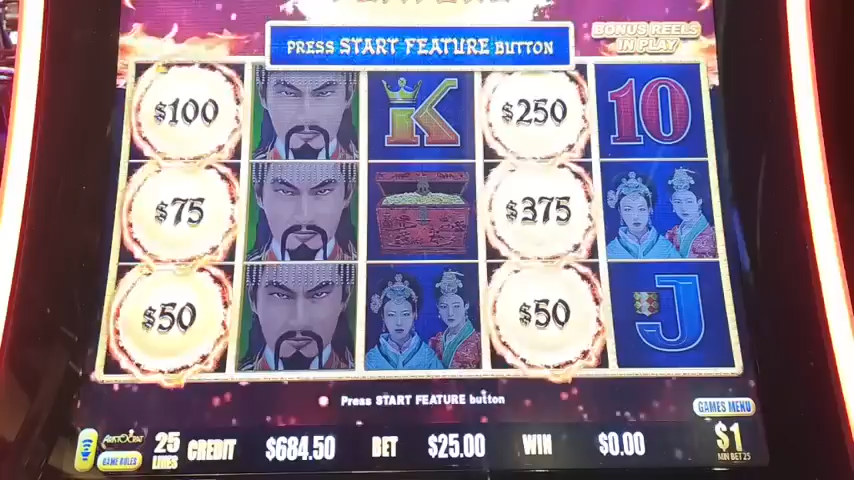 PRESS START FEATURE BUTTON
BONUS REELS
IN PLAY
$100
K
$250
10
$75
$375
$50
$50
J
Press START FEATURE button
GAMES MENU
ARISTOCRAT
GAME RULES
25
LINES
CREDIT
$684.50
BET
$25.00
WIN
$0.00
$1
MIN BET 25